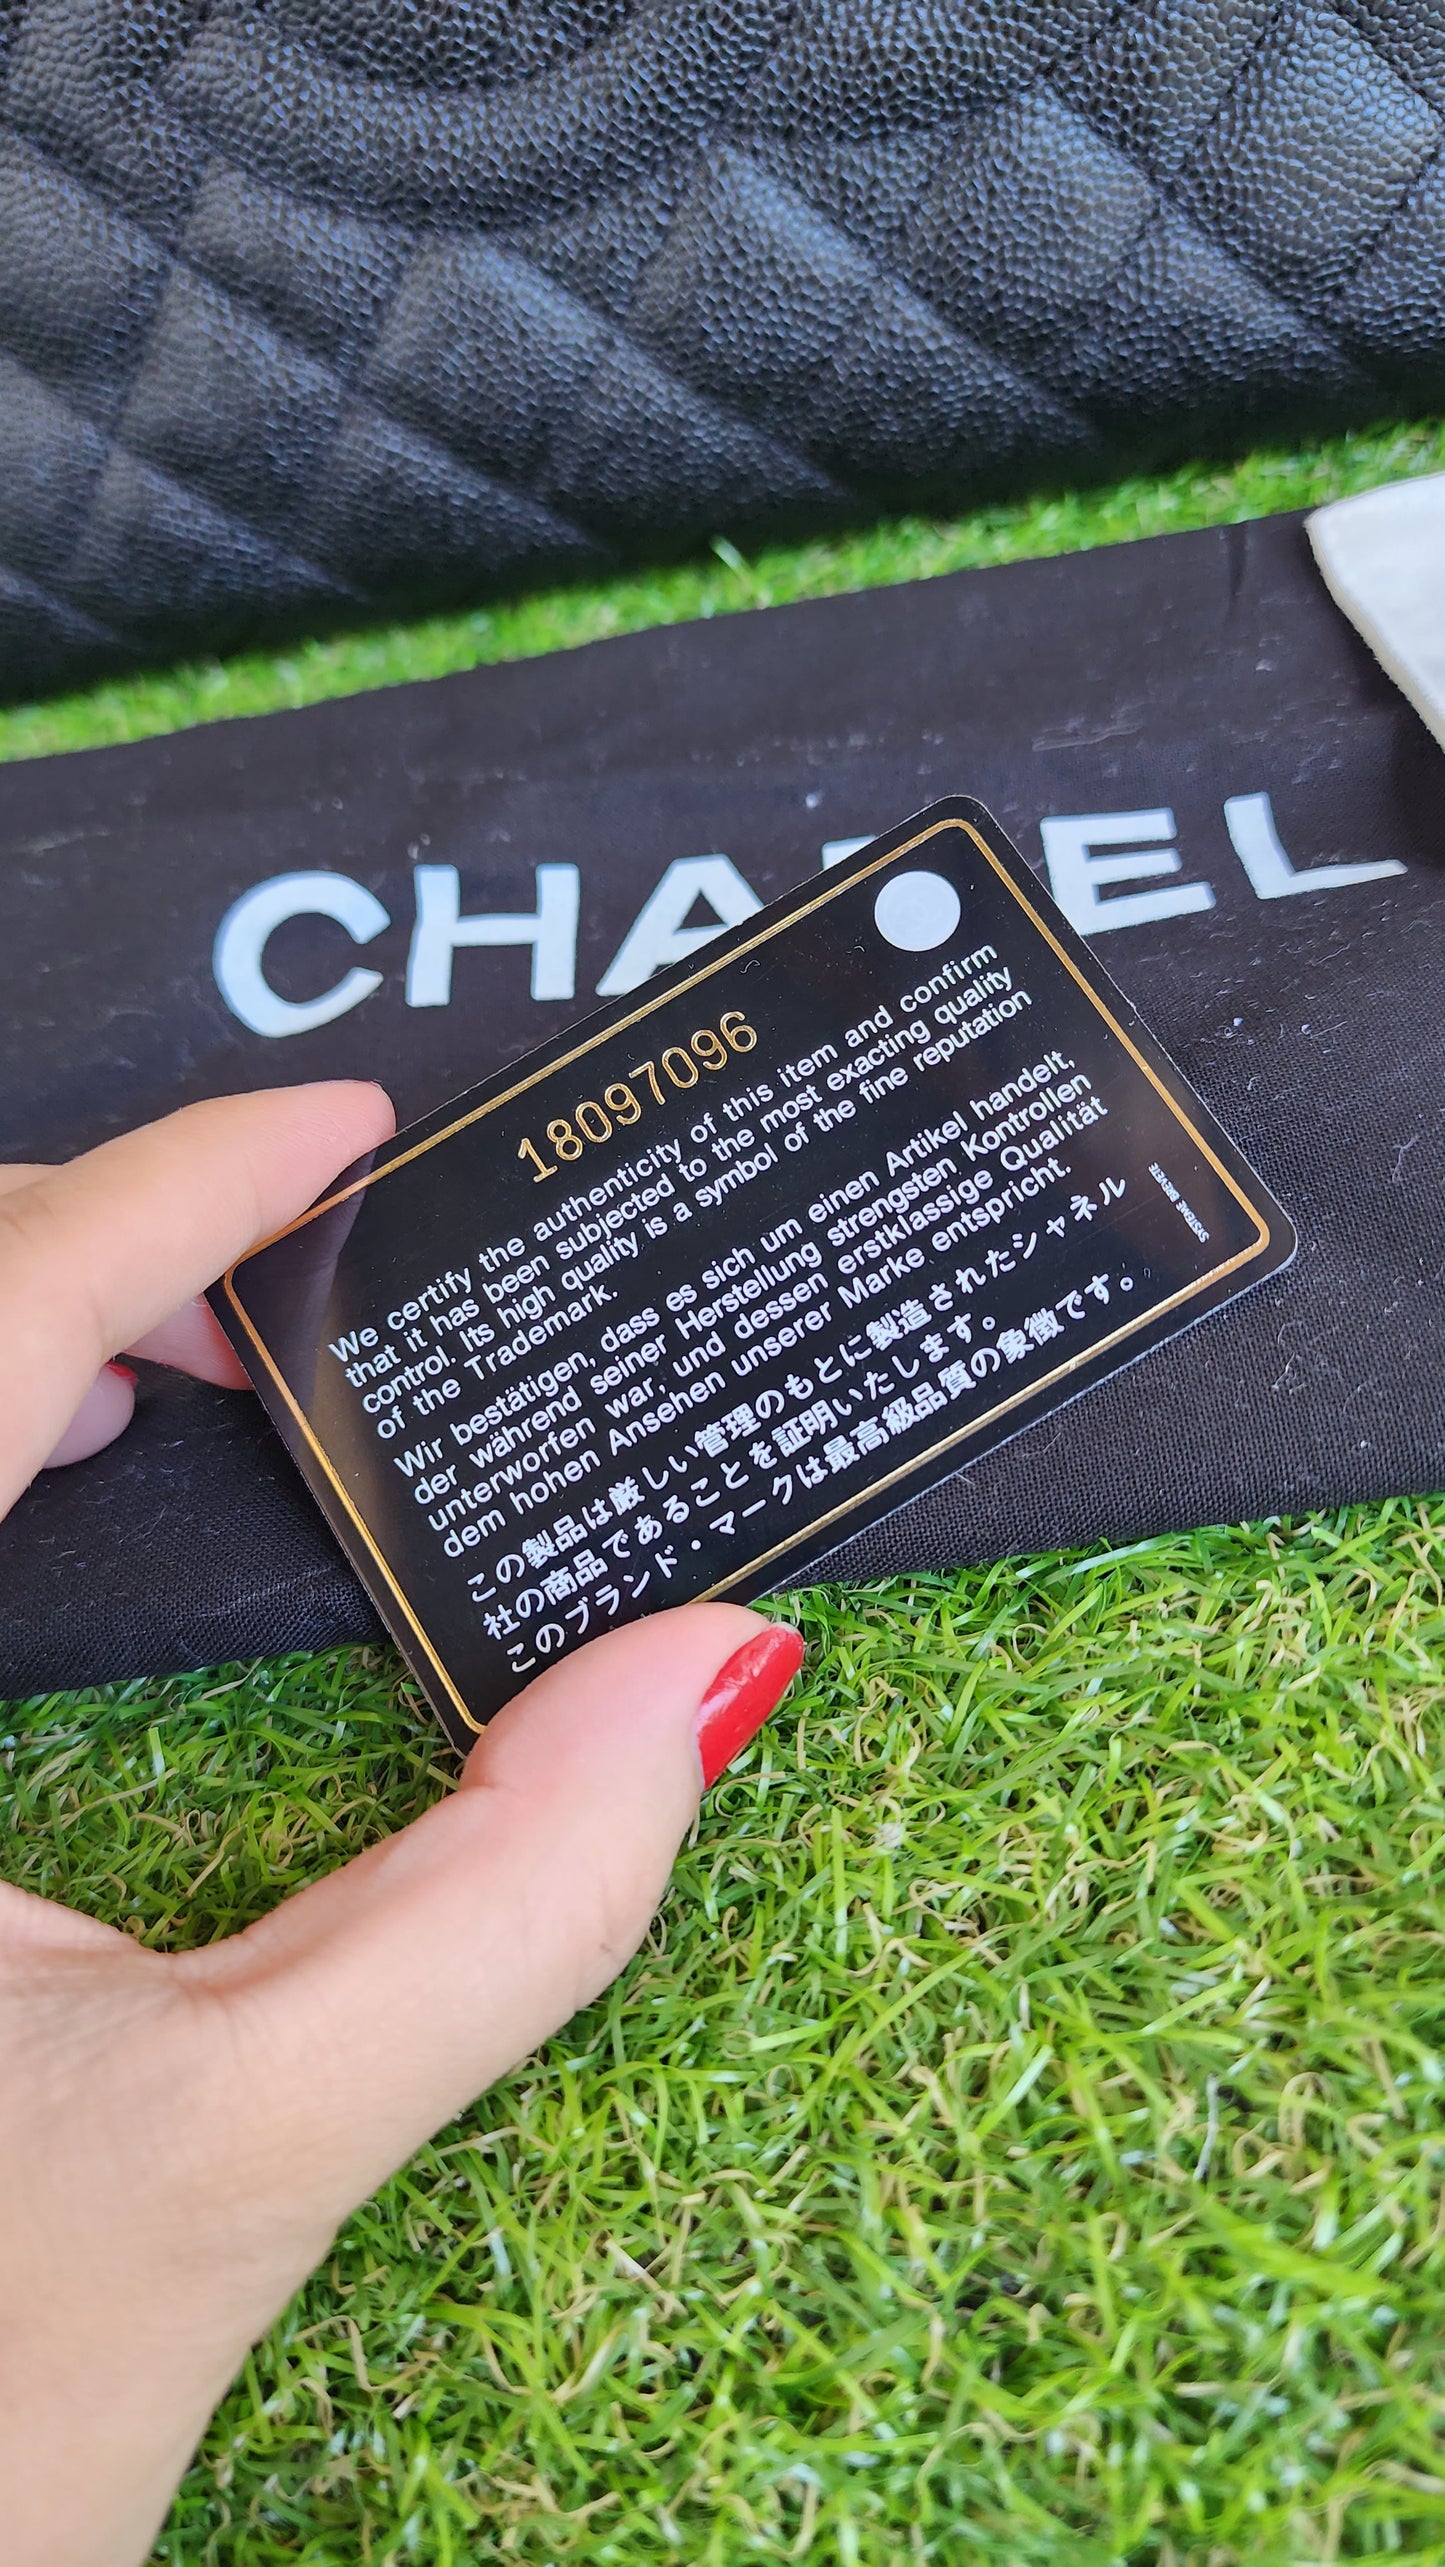 CHA EL
18097096
We certify the authenticity of this item and confirm
that it has been subjected to the most exacting quality
control. Its high quality is a symbol of the fine reputation
of the Trademark.
Wir bestätigen, dass es sich um einen Artikel handelt,
der während seiner Herstellung strengsten Kontrollen
unterworfen war, und dessen erstklassige Qualität
dem hohen Ansehen unserer Marke entspricht.
この製品は厳しい管理のもとに製造されたシャネル
社の商品であることを証明いたします。
このブランド・マークは最高級品質の象徴です。
SYSTEME BREVETE